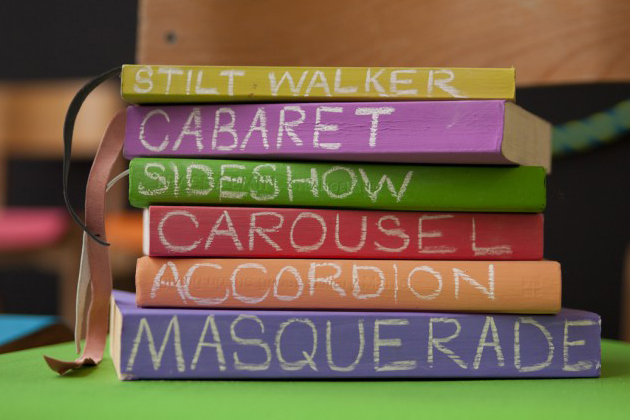 STILT WALKER
CABARET
SIDESHOW
CAROUSEL
ACCORDION
MASQUERADE